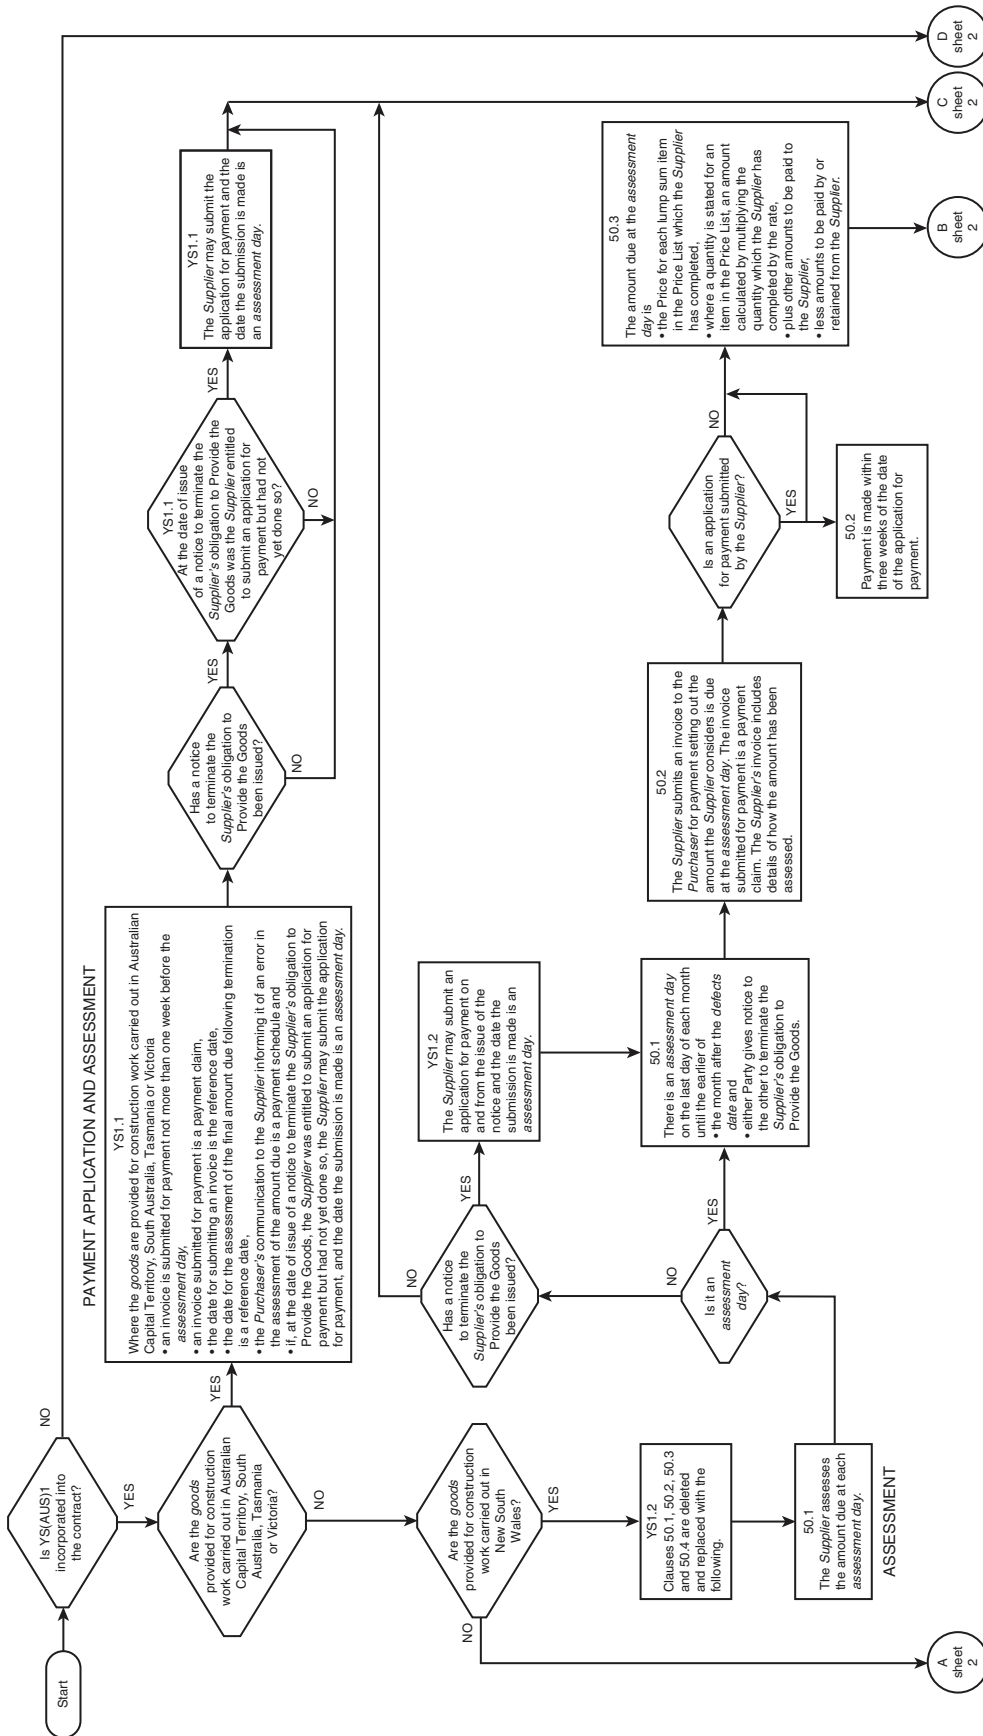 PAYMENT APPLICATION AND ASSESSMENT
Start
Is YS(AUS)1
incorporated into
the contract?
NO
YES
Are the goods
provided for construction
work carried out in Australian
Capital Territory, South
Australia, Tasmania
or Victoria?
YES
NO
YS1.1
Where the goods are provided for construction work carried out in Australian
Capital Territory, South Australia, Tasmania or Victoria
• an invoice is submitted for payment not more than one week before the
assessment day,
• an invoice submitted for payment is a payment claim,
• the date for submitting an invoice is the reference date,
• the date for the assessment of the final amount due following termination
is a reference date,
• the Purchaser's communication to the Supplier informing it of an error in
the assessment of the amount due is a payment schedule and
• if, at the date of issue of a notice to terminate the Supplier's obligation to
Provide the Goods, the Supplier was entitled to submit an application for
payment but had not yet done so, the Supplier may submit the application
for payment, and the date the submission is made is an assessment day.
Has a notice
to terminate the
Supplier's obligation to
Provide the Goods
been issued?
YES
NO
YS1.1
At the date of issue
of a notice to terminate the
Supplier's obligation to Provide the
Goods was the Supplier entitled
to submit an application for
payment but had not
yet done so?
YES
NO
YS1.1
The Supplier may submit the
application for payment and the
date the submission is made is
an assessment day.
Are the goods
provided for construction
work carried out in
New South
Wales?
NO
YES
YS1.2
Clauses 50.1, 50.2, 50.3
and 50.4 are deleted
and replaced with the
following.
50.1
The Supplier assesses
the amount due at each
assessment day.
ASSESSMENT
Is it an
assessment
day?
NO
YES
Has a notice
to terminate the
Supplier's obligation to
Provide the Goods
been issued?
NO
YES
YS1.2
The Supplier may submit an
application for payment on
and from the issue of the
notice and the date the
submission is made is an
assessment day.
50.1
There is an assessment day
on the last day of each month
until the earlier of
• the month after the defects
date and
• either Party gives notice to
the other to terminate the
Supplier's obligation to
Provide the Goods.
50.2
The Supplier submits an invoice to the
Purchaser for payment setting out the
amount the Supplier considers is due
at the assessment day. The invoice
submitted for payment is a payment
claim. The Supplier's invoice includes
details of how the amount has been
assessed.
Is an application
for payment submitted
by the Supplier?
NO
YES
50.2
Payment is made within
three weeks of the date
of the application for
payment.
50.3
The amount due at the assessment
day is
• the Price for each lump sum item
in the Price List which the Supplier
has completed,
• where a quantity is stated for an
item in the Price List, an amount
calculated by multiplying the
quantity which the Supplier has
completed by the rate,
• plus other amounts to be paid to
the Supplier,
• less amounts to be paid by or
retained from the Supplier.
A
sheet
2
B
sheet
2
C
sheet
2
D
sheet
2